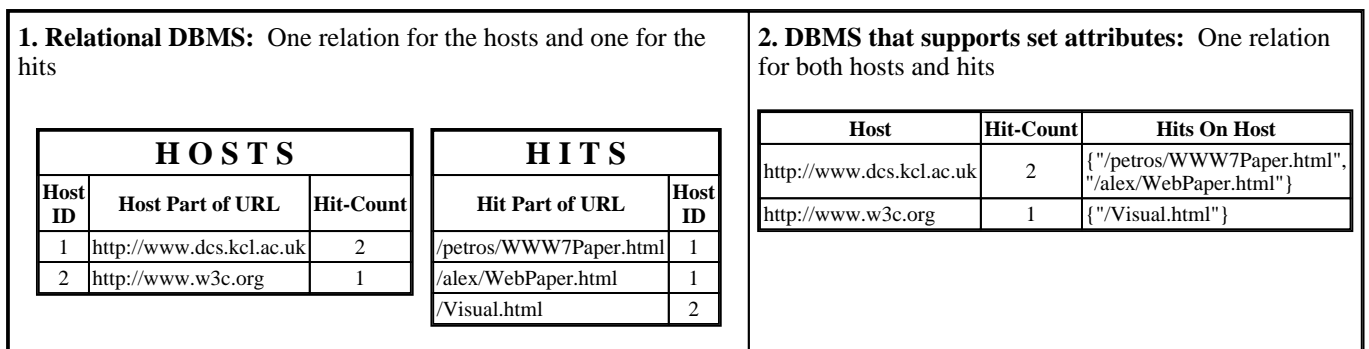 1. Relational DBMS: One relation for the hosts and one for the
hits
H O S T S
Host
ID
Host Part of URL
Hit-Count
1 http://www.dcs.kcl.ac.uk 2
2 http://www.w3c.org 1
H I T S
Hit Part of URL
Host
ID
/petros/WWW7Paper.html 1
/alex/WebPaper.html 1
/Visual.html 2
2. DBMS that supports set attributes: One relation
for both hosts and hits
Host Hit-Count Hits On Host
http://www.dcs.kcl.ac.uk 2 {"/petros/WWW7Paper.html",
"/alex/WebPaper.html"}
http://www.w3c.org 1 {"/Visual.html"}